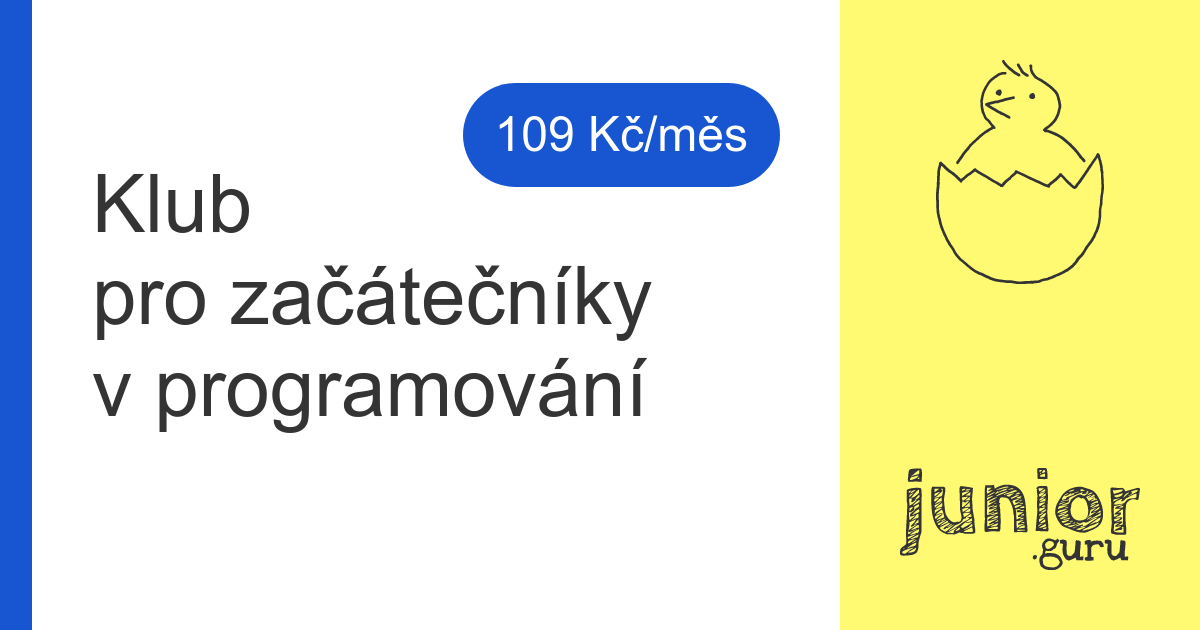 109 Kč/měs
Klub
pro začátečníky
v programování
junior
.guru